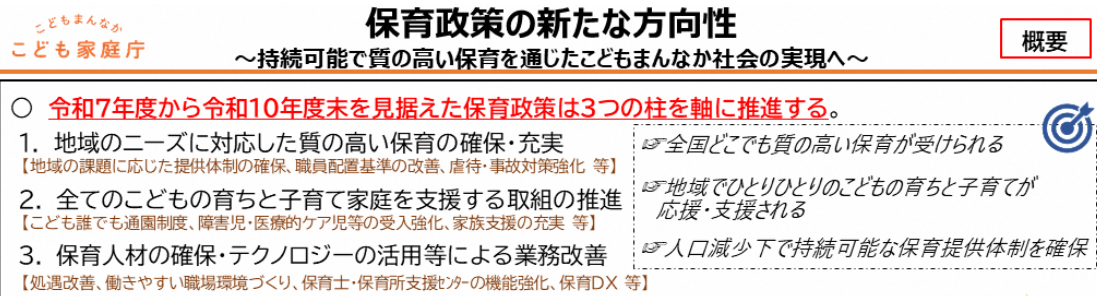 こどもまんなか
こども家庭庁
保育政策の新たな方向性
～持続可能で質の高い保育を通じたこどもまんなか社会の実現へ～
概要
○ 令和7年度から令和10年度末を見据えた保育政策は3つの柱を軸に推進する。
1. 地域のニーズに対応した質の高い保育の確保・充実
【地域の課題に応じた提供体制の確保、職員配置基準の改善、虐待・事故対策強化 等】
2. 全てのこどもの育ちと子育て家庭を支援する取組の推進
【こども誰でも通園制度、障害児・医療的ケア児等の受入強化、家族支援の充実 等】
3. 保育人材の確保・テクノロジーの活用等による業務改善
【処遇改善、働きやすい職場環境づくり、保育士・保育所支援センターの機能強化、保育DX 等】
☞全国どこでも質の高い保育が受けられる
☞地域でひとりひとりのこどもの育ちと子育てが
応援・支援される
☞人口減少下で持続可能な保育提供体制を確保